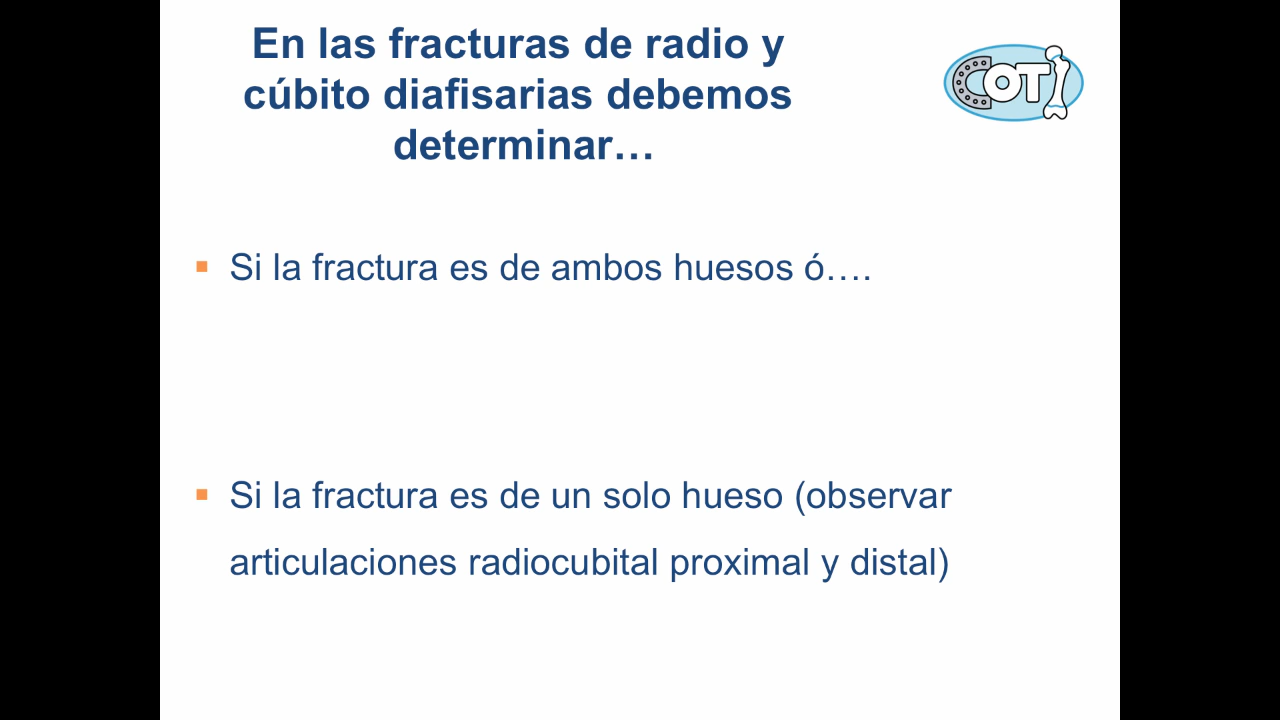 En las fracturas de radio y
cúbito diafisarias debemos
determinar…
COT
Si la fractura es de ambos huesos ó….
Si la fractura es de un solo hueso (observar
articulaciones radiocubital proximal y distal)